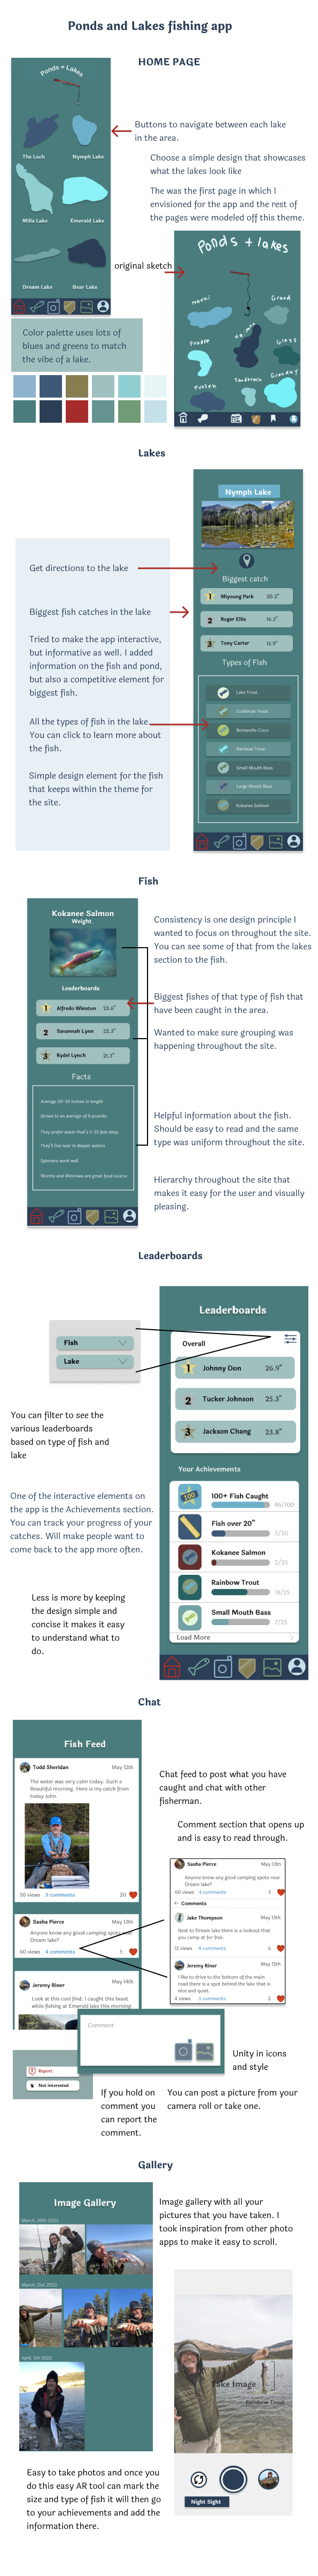 Ponds and Lakes fishing app
HOME PAGE
Ponds + Lakes
The Loch
Nymph Lake
Mills Lake
Emerald Lake
Dream Lake
Bear Lake
Buttons to navigate between each lake
in the area.
Choose a simple design that showcases
what the lakes look like
The was the first page in which I
envisioned for the app and the rest of
the pages were modeled off this theme.
original sketch
Ponds + lakes
Grand
Glass
Color palette uses lots of
blues and greens to match
the vibe of a lake.
Lakes
Nymph Lake
Get directions to the lake
Biggest catch
1 Miyoung Park 20.2"
Biggest fish catches in the lake
2 Roger Ellis 16.3"
3 Tony Carter 15.9"
Tried to make the app interactive,
but informative as well. I added
information on the fish and pond,
but also a competitive element for
biggest fish.
Types of Fish
Lake Trout
Cutthroat Trout
Bonneville Cisco
Rainbow Trout
Small Mouth Bass
Large Mouth Bass
Kokanee Salmon
All the types of fish in the lake.
You can click to learn more about
the fish.
Simple design element for the fish
that keeps within the theme for
the site.
Fish
Kokanee Salmon
Weight
Leaderboards
1 Alfredo Winston 23.6"
2 Savannah Lynn 22.3"
3 Rydel Lynch 21.2"
Facts
Average 20-30 inches in length
Grows to an average of 8 pounds
They prefer water that's 5-25 feet deep.
They'll live near in deeper waters
Spinners work well
Worms and Minnows are great food source
Consistency is one design principle I
wanted to focus on throughout the site.
You can see some of that from the lakes
section to the fish.
Biggest fishes of that type of fish that
have been caught in the area.
Wanted to make sure grouping was
happening throughout the site.
Helpful information about the fish.
Should be easy to read and the same
type was uniform throughout the site.
Hierarchy throughout the site that
makes it easy for the user and visually
pleasing.
Leaderboards
Leaderboards
Overall
1 Johnny Don 26.9"
2 Tucker Johnson 25.3"
3 Jackson Chang 23.8"
Fish
Lake
You can filter to see the
various leaderboards
based on type of fish and
lake
Your Achievements
100
100+ Fish Caught
86/100
Fish over 20"
5/50
Kokanee Salmon
2/25
Rainbow Trout
18/25
Small Mouth Bass
7/25
Load More
One of the interactive elements on
the app is the Achievements section.
You can track your progress of your
catches. Will make people want to
come back to the app more often.
Less is more by keeping
the design simple and
concise it makes it easy
to understand what to
do.
Chat
Fish Feed
Todd Sheridan May 12th
The water was very calm today. Such a
Beautiful morning. Here is my catch from
today John.
50 views 3 comments 20
Sasha Pierce May 13th
Anyone know any good camping spots near
Dream lake?
60 views 4 comments 5
Jeremy Riner May 14th
Look at this cool find. I caught this beast
while fishing at Emerald lake this morning.
Chat feed to post what you have
caught and chat with other
fisherman.
Comment section that opens up
and is easy to read through.
Sasha Pierce May 13th
Anyone know any good camping spots near
Dream lake?
60 views 4 comments 5
Comments
Jake Thompson May 13th
Next to Dream lake there is a lookout that
you camp at for free.
12 views 4 comments 6
Jeremy Riner May 13th
I like to drive to the bottom of the main
road there is a spot behind the lake that is
nice and quiet.
4 views 3 comments 2
Comment
Report
Not interested
Unity in icons
and style
If you hold on
comment you
can report the
comment.
You can post a picture from your
camera roll or take one.
Gallery
Image Gallery
March, 20th 2022
March, 21st 2022
April, 5th 2022
Image gallery with all your
pictures that you have taken. I
took inspiration from other photo
apps to make it easy to scroll.
Take Image
Rainbow Trout
Night Sight
Easy to take photos and once you
do this easy AR tool can mark the
size and type of fish it will then go
to your achievements and add the
information there.